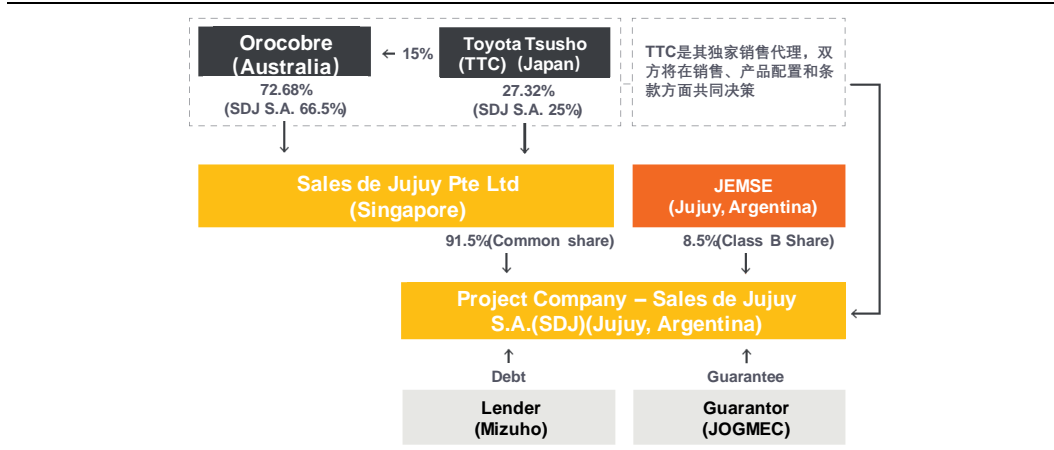 Orocobre
(Australia)
← 15%
Toyota Tsusho
(TTC) (Japan)
TTC是其独家销售代理，双
方将在销售、产品配置和条
款方面共同决策
72.68%
(SDJ S.A. 66.5%)
27.32%
(SDJ S.A. 25%)
Sales de Jujuy Pte Ltd
(Singapore)
JEMSE
(Jujuy, Argentina)
91.5%(Common share)
8.5%(Class B Share)
Project Company – Sales de Jujuy
S.A.(SDJ)(Jujuy, Argentina)
Debt
Guarantee
Lender
(Mizuho)
Guarantor
(JOGMEC)